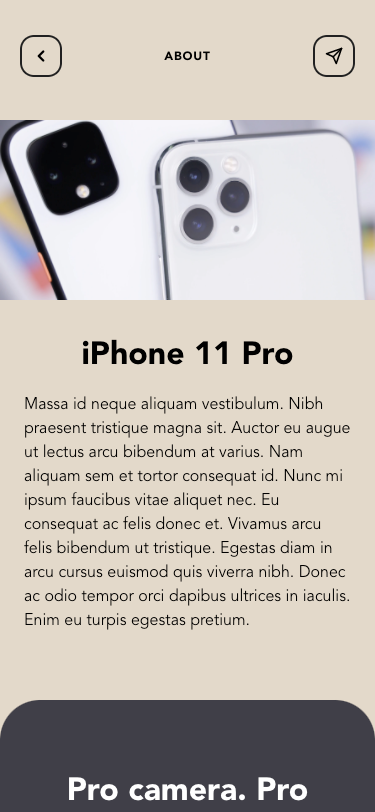 ABOUT
iPhone 11 Pro
Massa id neque aliquam vestibulum. Nibh
praesent tristique magna sit. Auctor eu augue
ut lectus arcu bibendum at varius. Nam
aliquam sem et tortor consequat id. Nunc mi
ipsum faucibus vitae aliquet nec. Eu
consequat ac felis donec et. Vivamus arcu
felis bibendum ut tristique. Egestas diam in
arcu cursus euismod quis viverra nibh. Donec
ac odio tempor orci dapibus ultrices in iaculis.
Enim eu turpis egestas pretium.
Pro camera. Pro